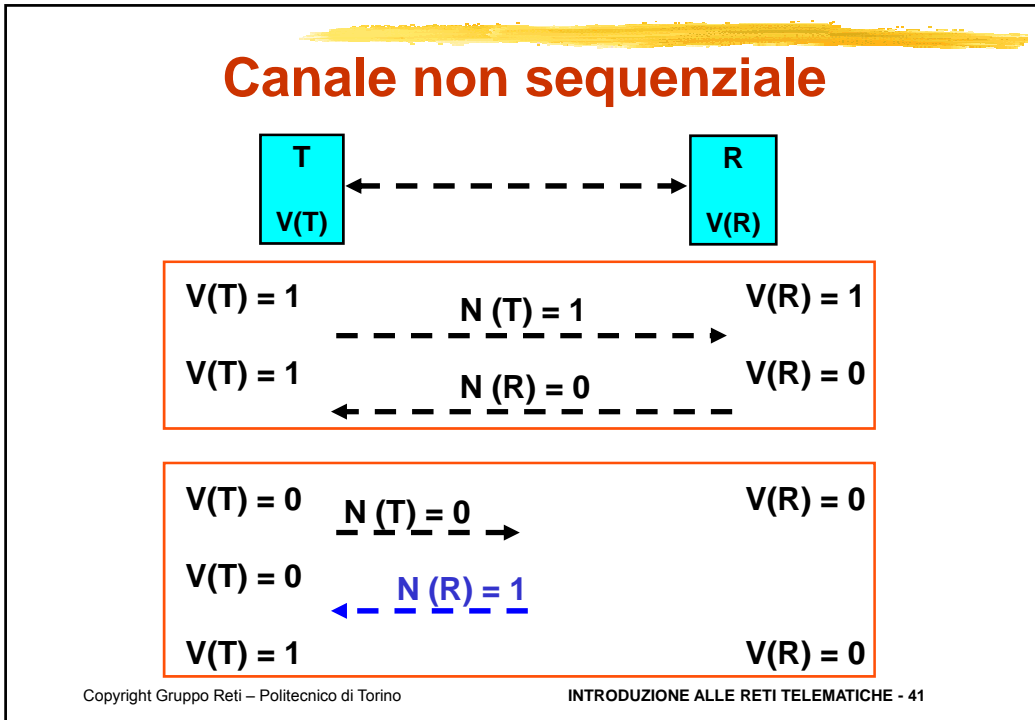 Canale non sequenziale
T
R
V(T)
V(R)
V(T) = 1
N (T) = 1
V(R) = 1
V(T) = 1
N (R) = 0
V(R) = 0
V(T) = 0
N (T) = 0
V(R) = 0
V(T) = 0
N (R) = 1
V(T) = 1
V(R) = 0
Copyright Gruppo Reti – Politecnico di Torino
INTRODUZIONE ALLE RETI TELEMATICHE - 41